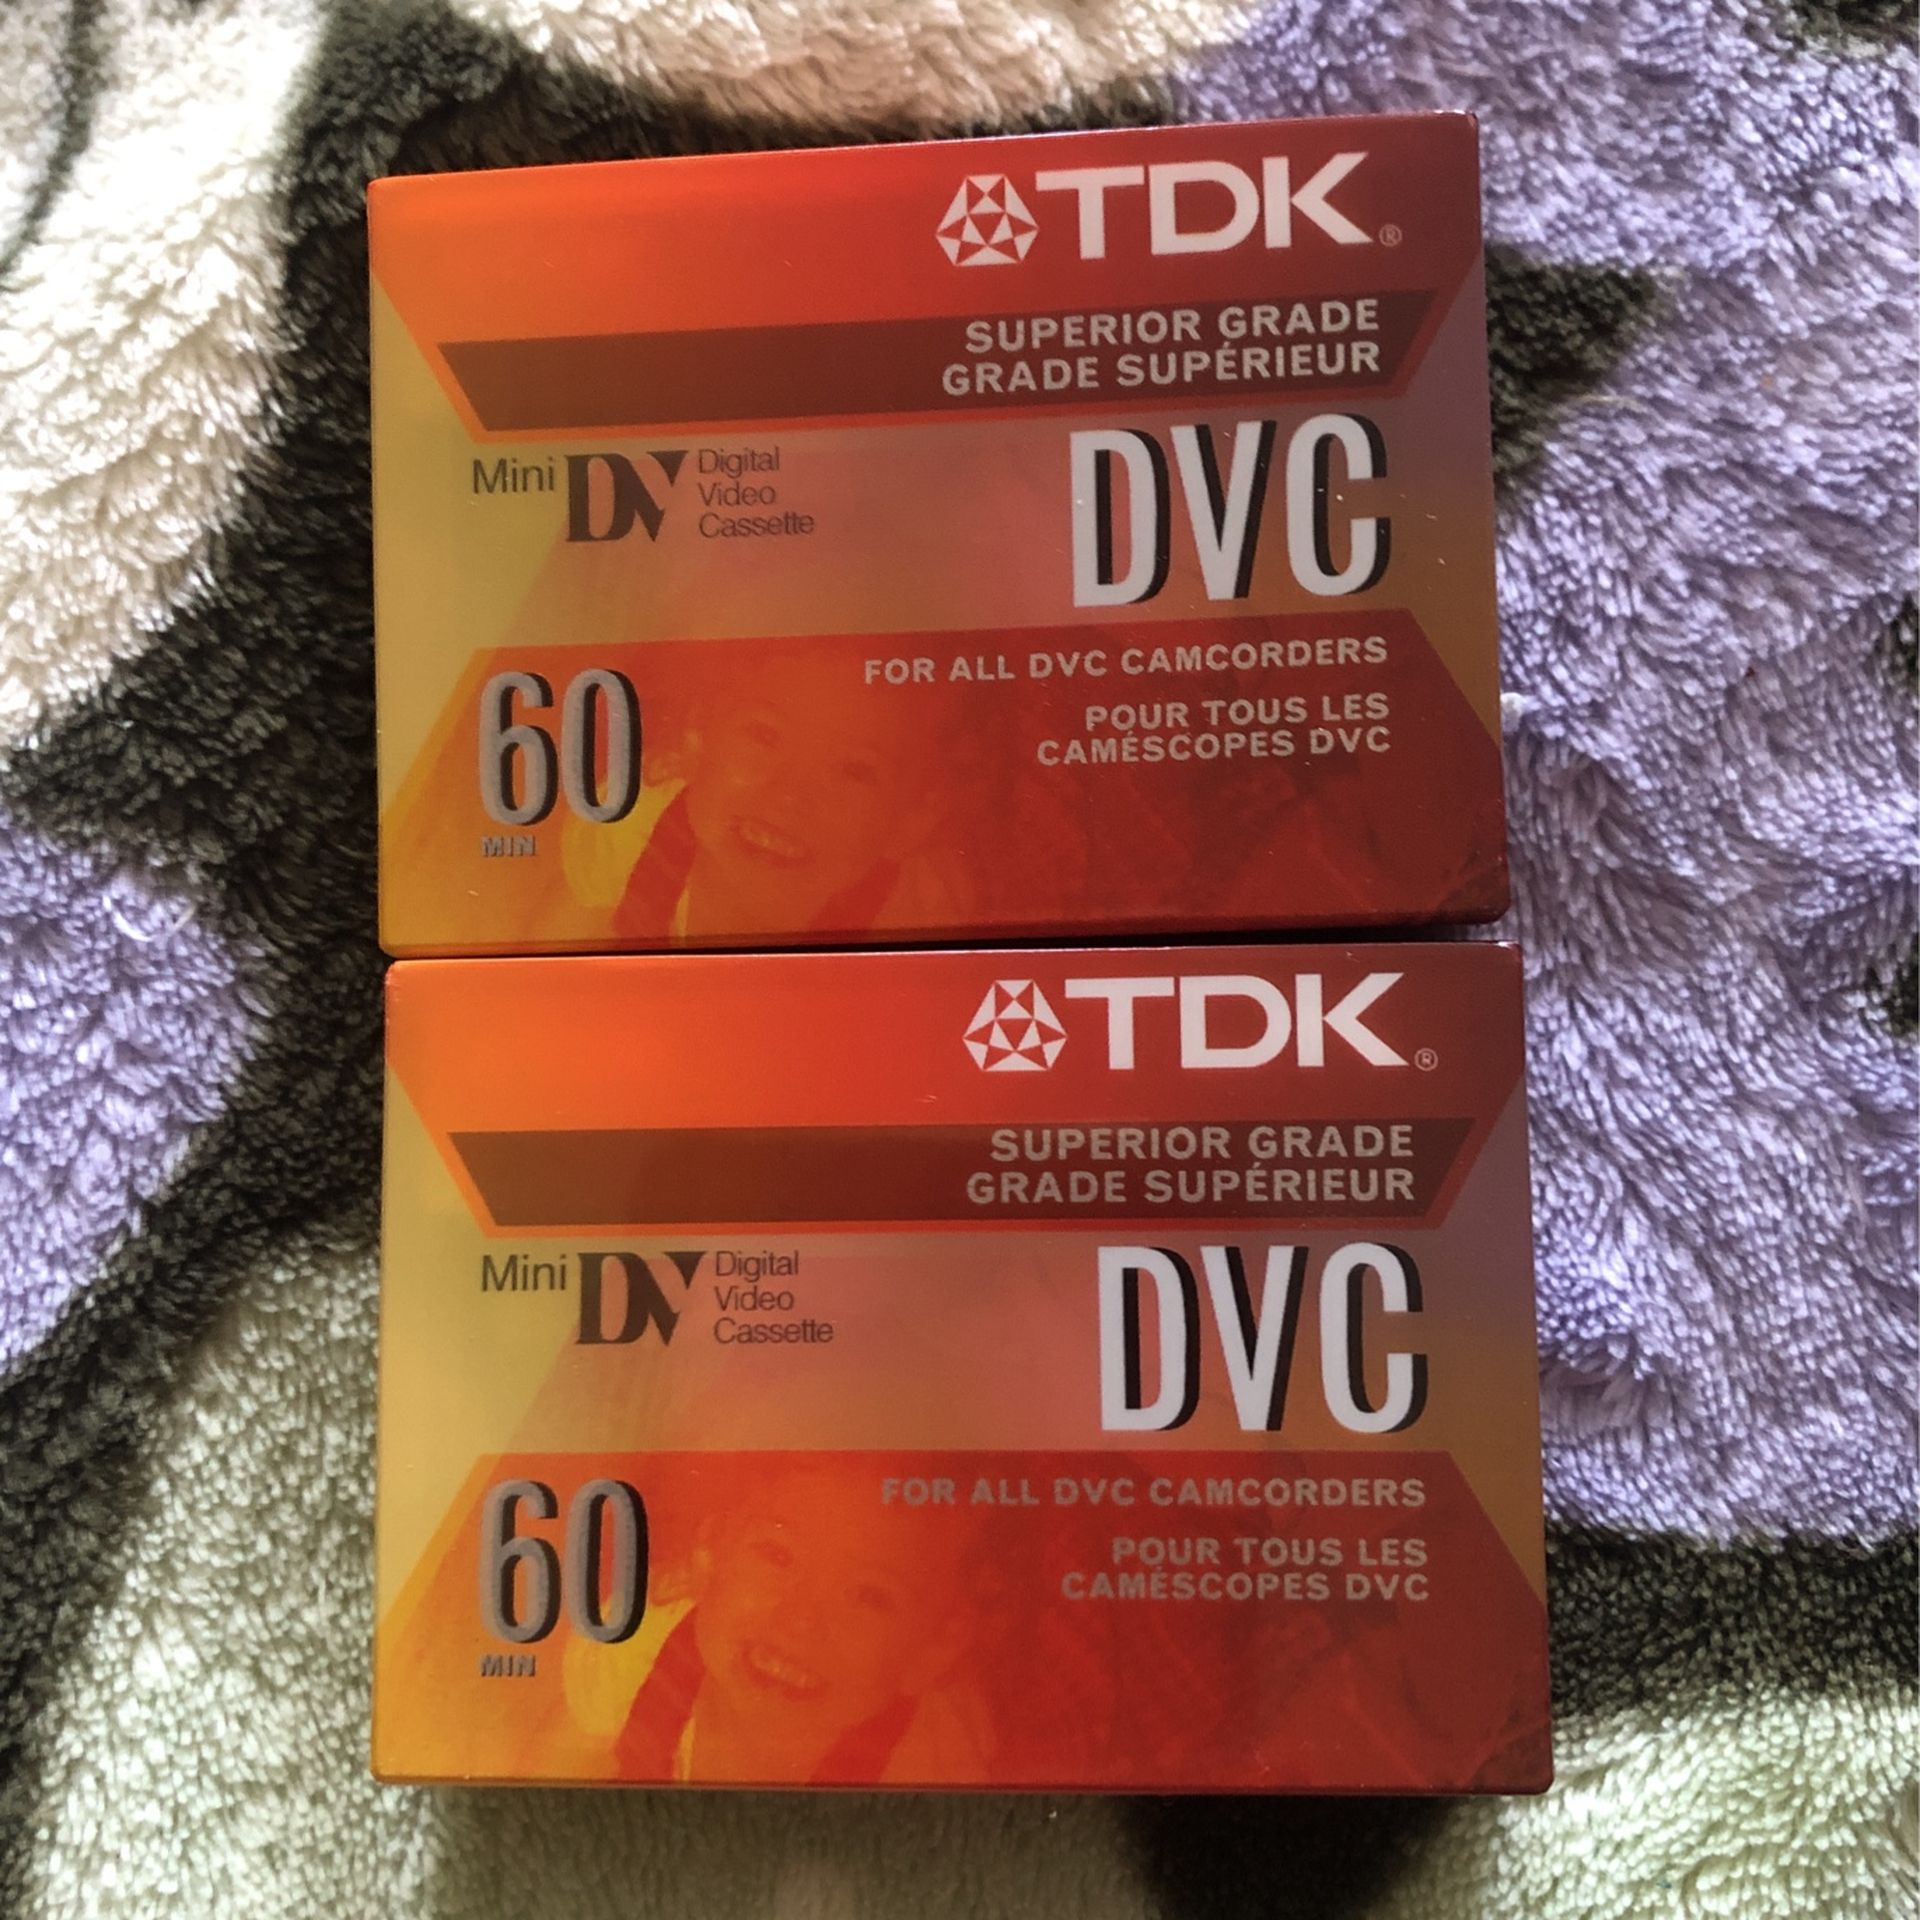 TDK®
SUPERIOR GRADE
GRADE SUPÉRIEUR
Mini DV Digital
Video
Cassette
DVC
FOR ALL DVC CAMCORDERS
POUR TOUS LES
CAMÉSCOPES DVC
60
MIN
TDK®
SUPERIOR GRADE
GRADE SUPÉRIEUR
Mini DV Digital
Video
Cassette
DVC
FOR ALL DVC CAMCORDERS
POUR TOUS LES
CAMÉSCOPES DVC
60
MIN